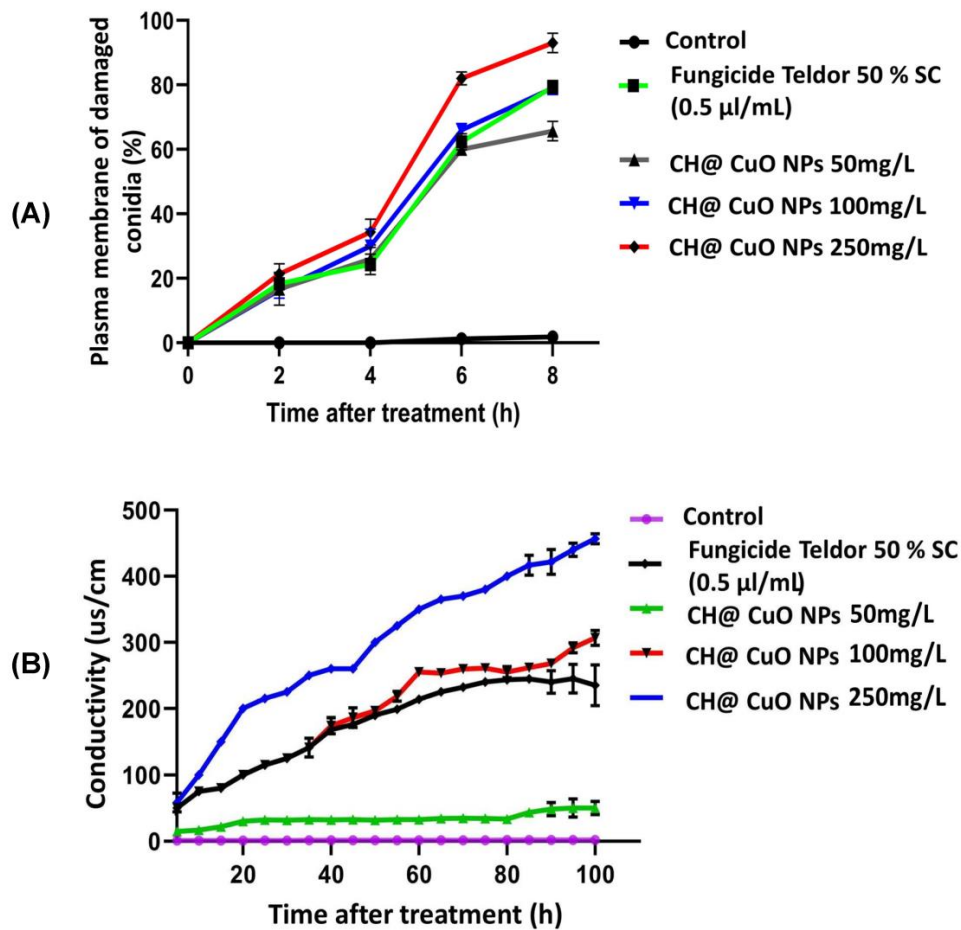 (A)
Plasma membrane of damaged
conidia (%)
100
80
60
40
20
0
0 2 4 6 8
Time after treatment (h)
Control
Fungicide Teldor 50 % SC
(0.5 µl/mL)
CH@ CuO NPs 50mg/L
CH@ CuO NPs 100mg/L
CH@ CuO NPs 250mg/L
(B)
Conductivity (us/cm)
500
400
300
200
100
0
20 40 60 80 100
Time after treatment (h)
Control
Fungicide Teldor 50 % SC
(0.5 µl/mL)
CH@ CuO NPs 50mg/L
CH@ CuO NPs 100mg/L
CH@ CuO NPs 250mg/L